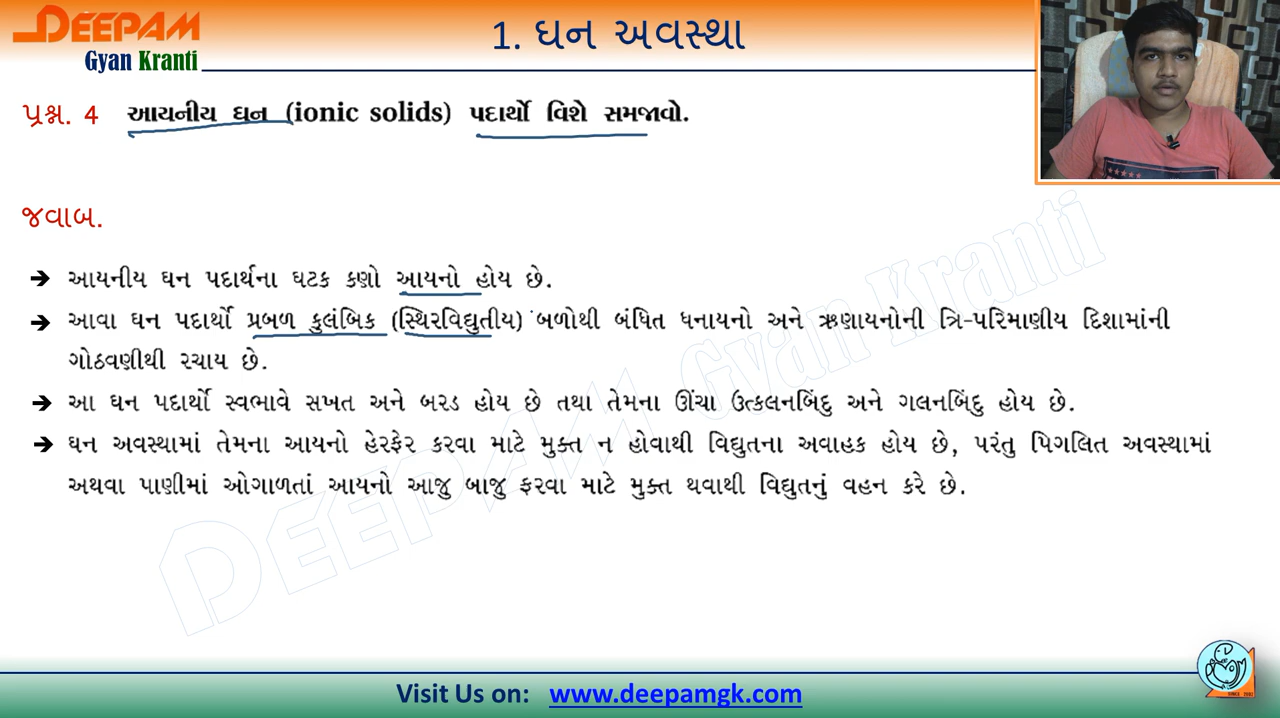 DEEPAM
Gyan Kranti
1. ઘન અવસ્થા
પ્રશ્ન. 4 આયનીય ઘન (ionic solids) પદાર્થો વિશે સમજાવો.
જવાબ.
➔ આયનીય ઘન પદાર્થના ઘટક કણો આયનો હોય છે.
➔ આવા ઘન પદાર્થો પ્રબળ કુલંબિક (સ્થિરવિદ્યુતીય) બળોથી બંધિત ધનાયનો અને ઋણાયનોની ત્રિ-પરિમાણીય દિશામાંની
ગોઠવણીથી રચાય છે.
➔ આ ઘન પદાર્થો સ્વભાવે સખત અને બરડ હોય છે તથા તેમના ઊંચા ઉત્કલનબિંદુ અને ગલનબિંદુ હોય છે.
➔ ઘન અવસ્થામાં તેમના આયનો હેરફેર કરવા માટે મુક્ત ન હોવાથી વિદ્યુતના અવાહક હોય છે, પરંતુ પિગલિત અવસ્થામાં
અથવા પાણીમાં ઓગાળતાં આયનો આજુ બાજુ ફરવા માટે મુક્ત થવાથી વિદ્યુતનું વહન કરે છે.
DEEPAM Gyan Kranti
Visit Us on: www.deepamgk.com